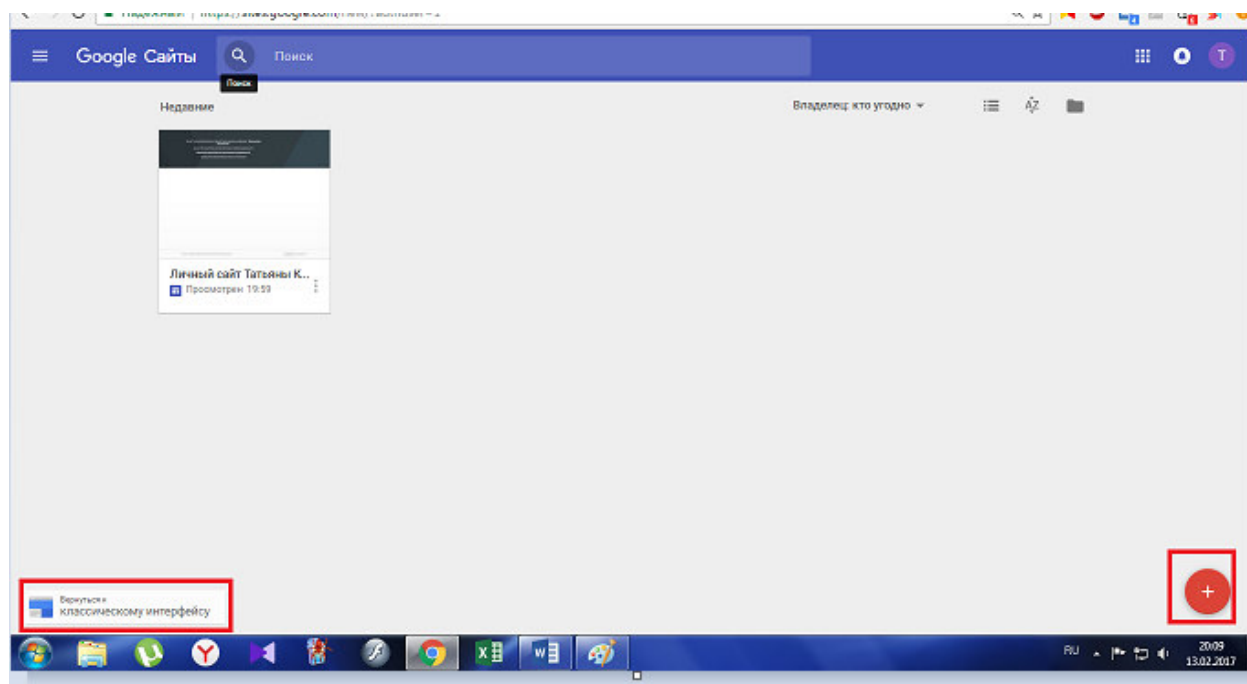 Google Сайты
Поиск
Поиск
T
Недавние
Владелец: кто угодно
AZ
Личный сайт Татьяны К...
Просмотрен 19:59
Вернуться к
классическому интерфейсу
+
RU
20:09
13.02.2017